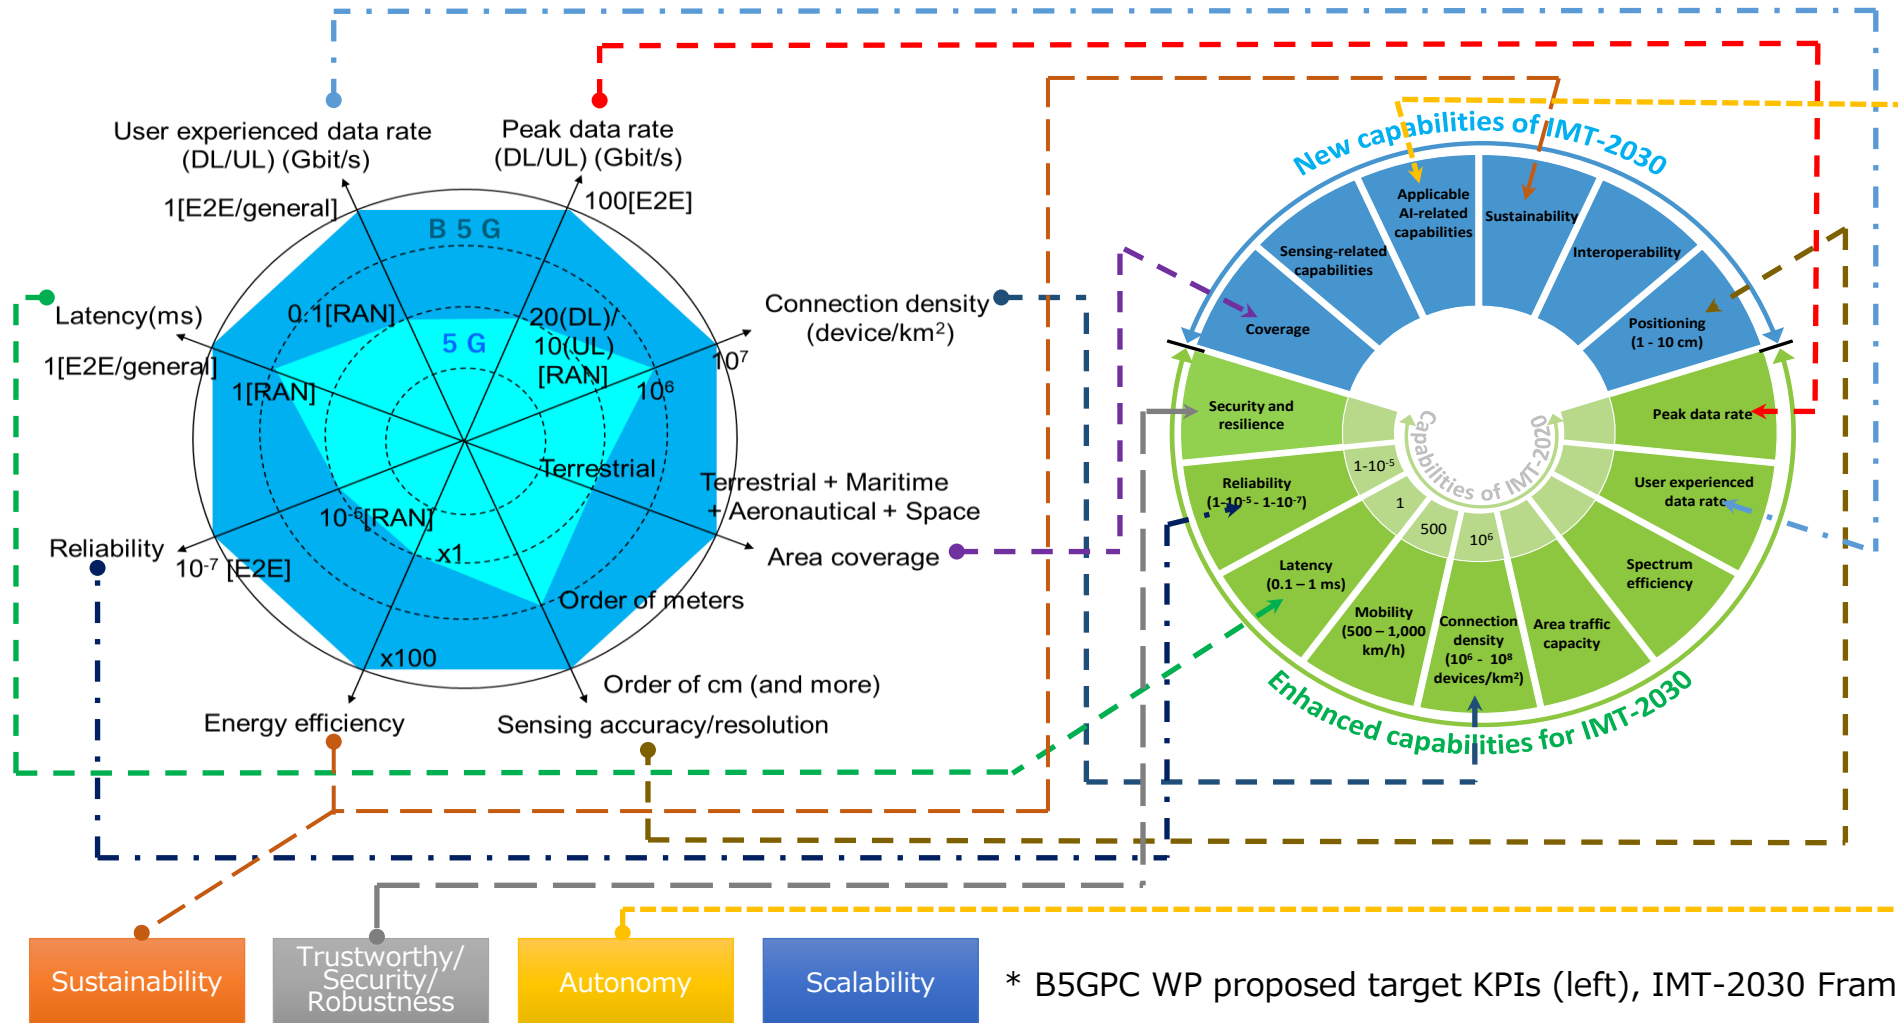 User experienced data rate
(DL/UL) (Gbit/s)
1[E2E/general]
Peak data rate
(DL/UL) (Gbit/s)
100[E2E]
B 5 G
Latency(ms)
1[E2E/general]
0.1[RAN]
1[RAN]
5 G
20(DL)/
10(UL)
[RAN]
Connection density
(device/km²)
10⁷
10⁶
Terrestrial
Terrestrial + Maritime
+ Aeronautical + Space
Area coverage
Reliability
10⁻⁷ [E2E]
10⁻⁵[RAN]
x1
x100
Energy efficiency
Order of meters
Order of cm (and more)
Sensing accuracy/resolution
New capabilities of IMT-2030
Coverage
Sensing-related
capabilities
Applicable
AI-related
capabilities
Sustainability
Interoperability
Positioning
(1 - 10 cm)
Peak data rate
User experienced
data rate
Spectrum
efficiency
Area traffic
capacity
Connection
density
(10⁶ - 10⁸
devices/km²)
Mobility
(500 – 1,000
km/h)
Latency
(0.1 – 1 ms)
Reliability
(1-10⁻⁵ - 1-10⁻⁷)
Security and
resilience
1-10⁻⁵
1
500
10⁶
Capabilities of IMT-2020
Enhanced capabilities for IMT-2030
Sustainability
Trustworthy/
Security/
Robustness
Autonomy
Scalability
* B5GPC WP proposed target KPIs (left), IMT-2030 Fram